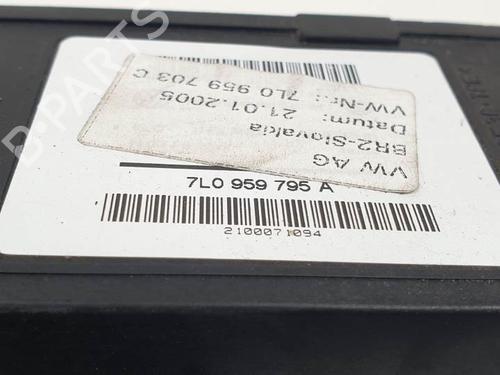 VW AG
BR2-Slovakia
Datum: 21.01.2005
VW-Nr.: 7L0 959 703 C
7L0 959 795 A
2100071094
B-PARTS